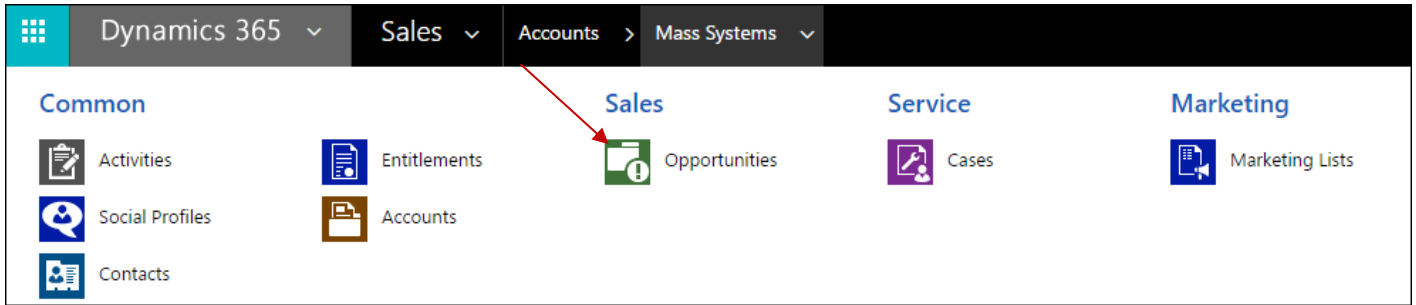 Dynamics 365 Sales Accounts > Mass Systems
Common Sales Service Marketing
Activities Entitlements Opportunities Cases Marketing Lists
Social Profiles Accounts
Contacts